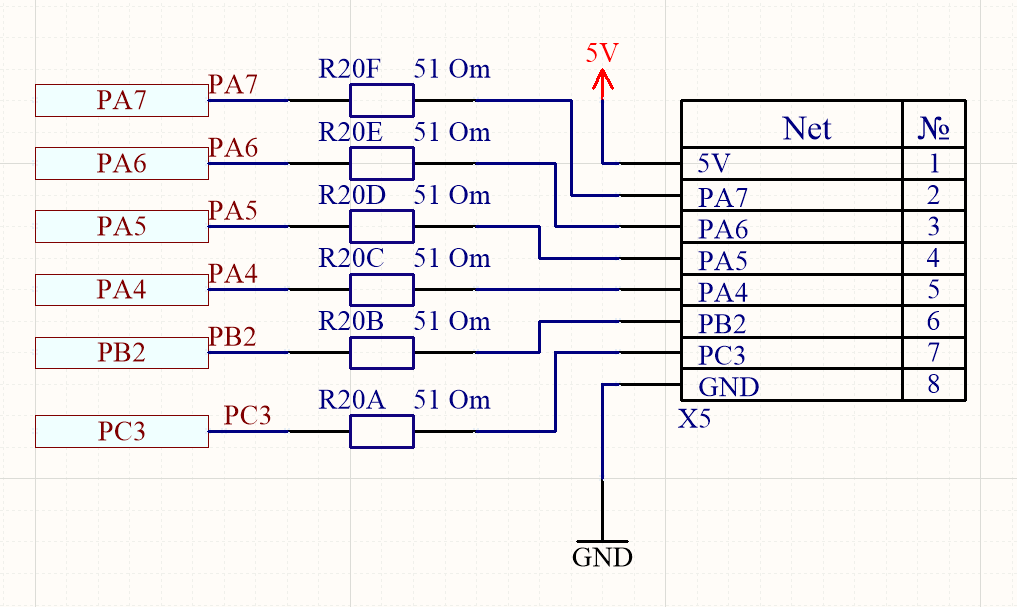 5V
R20F 51 Om
PA7 PA7
R20E 51 Om
PA6 PA6
R20D 51 Om
PA5 PA5
R20C 51 Om
PA4 PA4
R20B 51 Om
PB2 PB2
R20A 51 Om
PC3 PC3
Net №
5V 1
PA7 2
PA6 3
PA5 4
PA4 5
PB2 6
PC3 7
GND 8
X5
GND